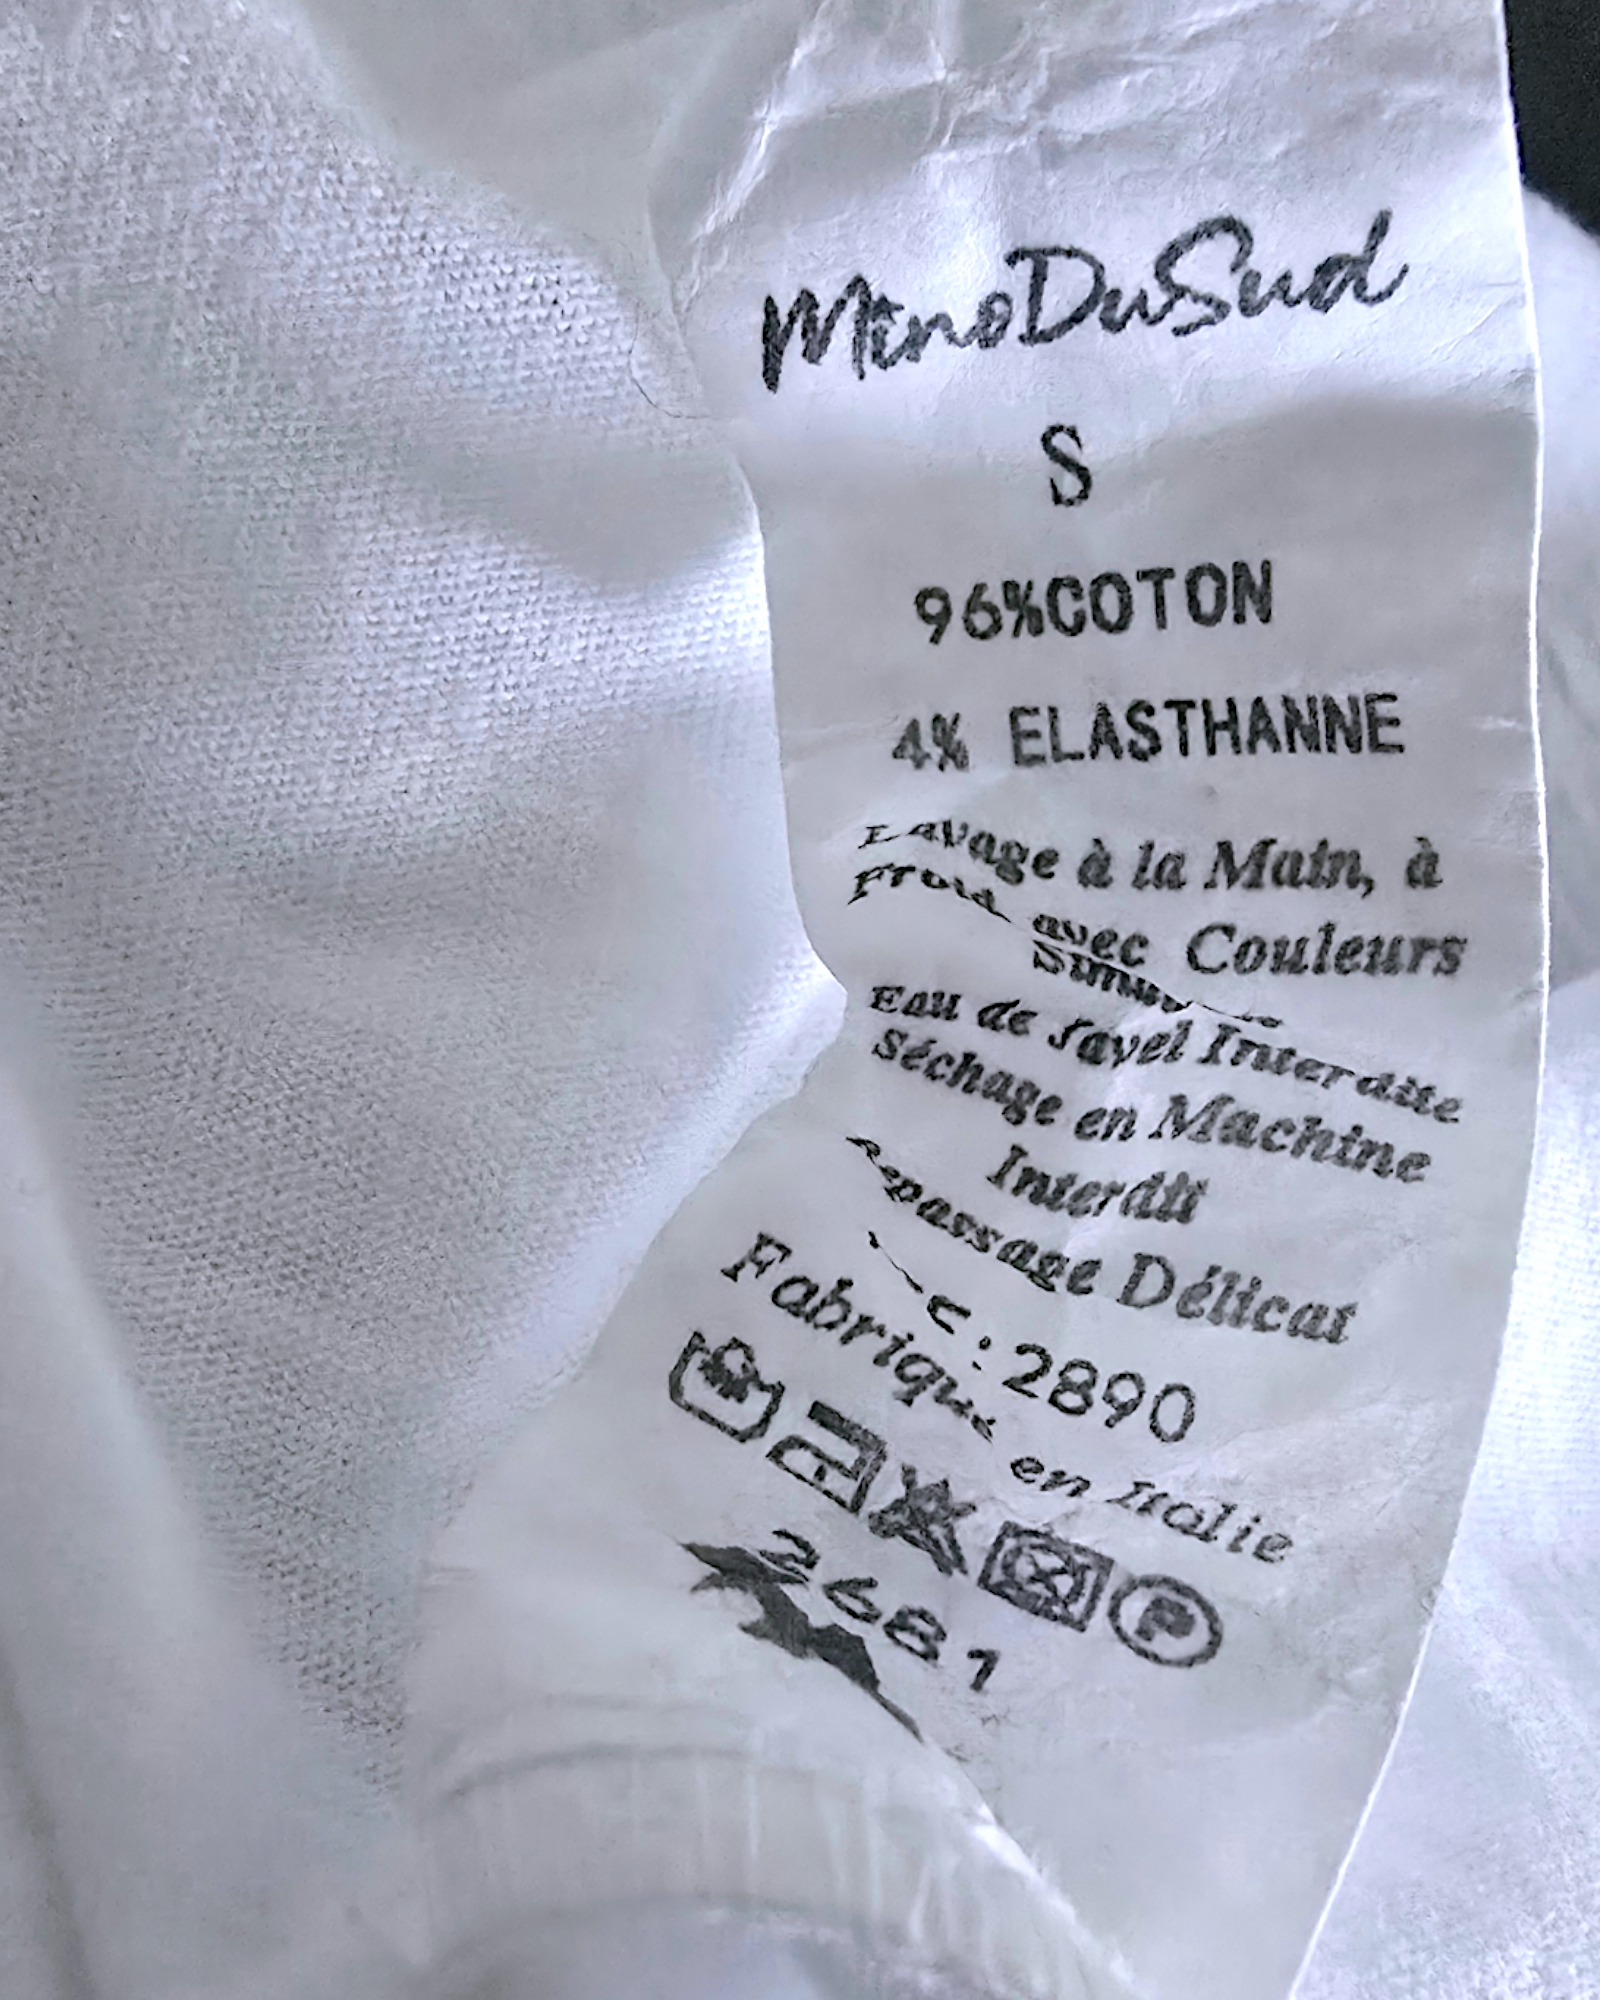 MinoDuSud
S
96%COTON
4% ELASTHANNE
Lavage à la Main, à
Froid avec Couleurs
Eau de Javel Interdite
Séchage en Machine
Interdit
Repassage Délicat
: 2890
Fabriqué en Italie
P
2681